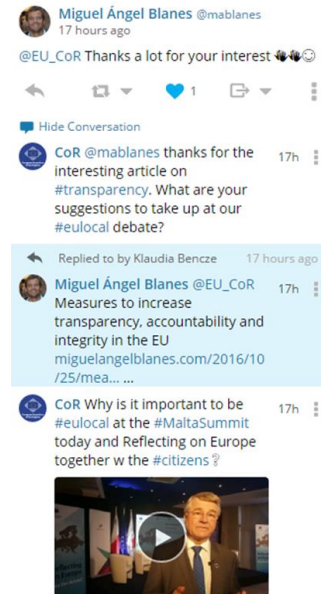 Miguel Ángel Blanes @mablanes
17 hours ago
@EU_CoR Thanks a lot for your interest
1
Hide Conversation
CoR @mablanes thanks for the 17h
interesting article on
#transparency. What are your
suggestions to take up at our
#eulocal debate?
Replied to by Klaudia Bencze 17 hours ago
Miguel Ángel Blanes @EU_CoR 17h
Measures to increase
transparency, accountability and
integrity in the EU
miguelangelblanes.com/2016/10
/25/mea... ...
CoR Why is it important to be 17h
#eulocal at the #MaltaSummit
today and Reflecting on Europe
together w the #citizens?